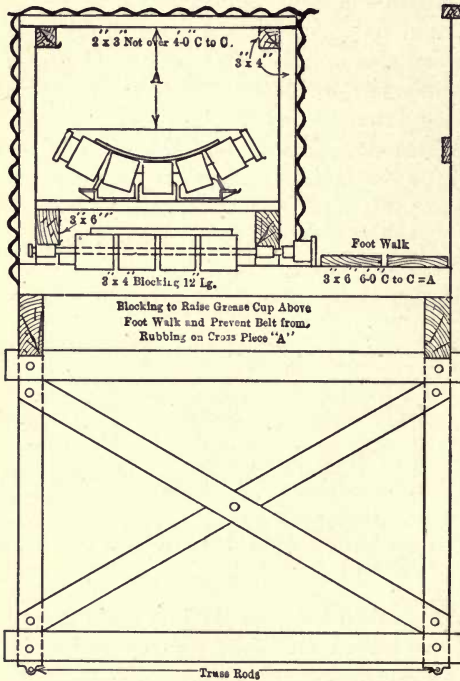 2"x 3" Not over 4'-0" C to C.
3"x 4"
A
3"x 6"
Foot Walk
3"x 4" Blocking 12" Lg.
3"x 6" 6'-0" C to C = A
Blocking to Raise Grease Cup Above
Foot Walk and Prevent Belt from
Rubbing on Cross Piece "A"
Truss Rods